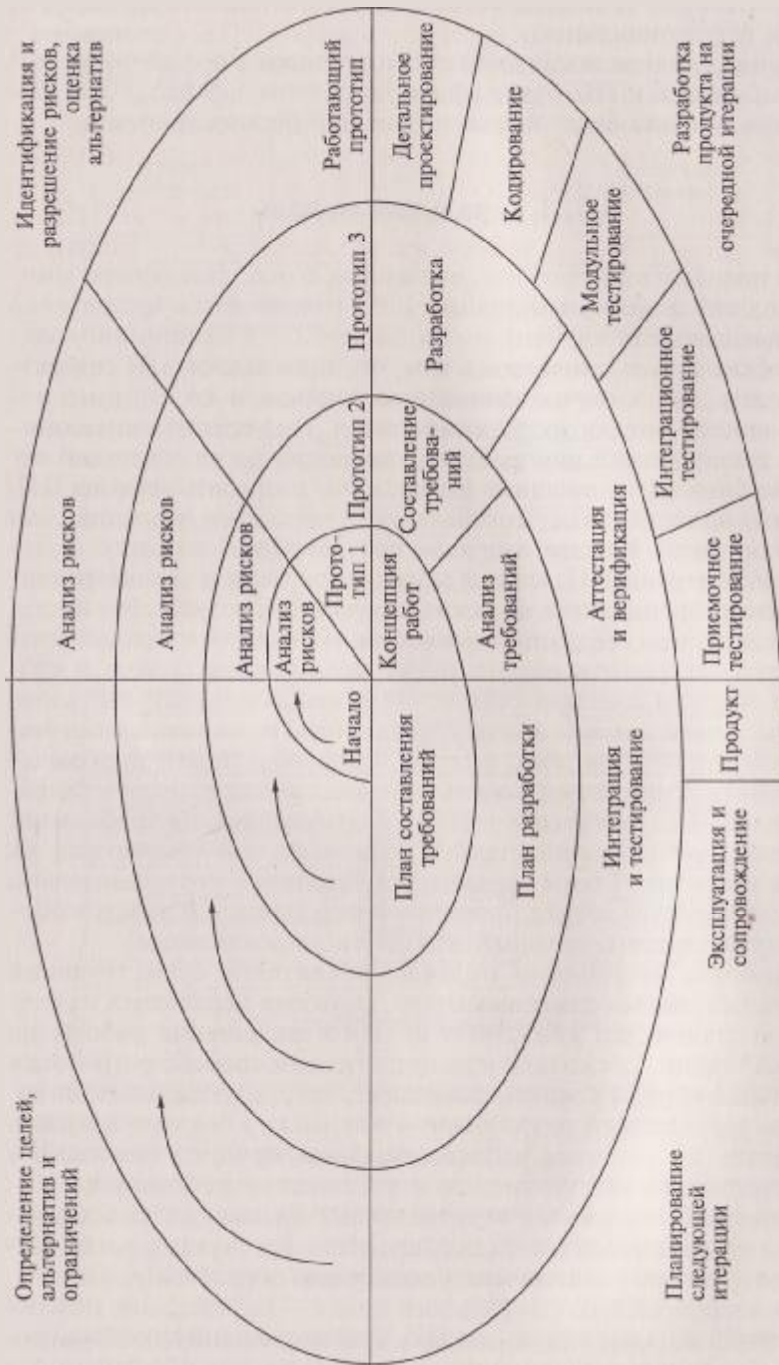 Определение целей,
альтернатив и
ограничений
Идентификация и
разрешение рисков,
оценка
альтернатив
Анализ рисков
Анализ рисков
Анализ рисков
Анализ
рисков
Начало
Прото-
тип 1
Прототип 2
Прототип 3
Работающий
прототип
План составления
требований
Концепция
работ
Составление
требова-
ний
Разработка
Детальное
проектирование
План разработки
Анализ
требований
Кодирование
Интеграция
и тестирование
Аттестация
и верификация
Модульное
тестирование
Интеграционное
тестирование
Эксплуатация и
сопровождение
Продукт
Присмочное
тестирование
Планирование
следующей
итерации
Разработка
продукта на
очередной итерации